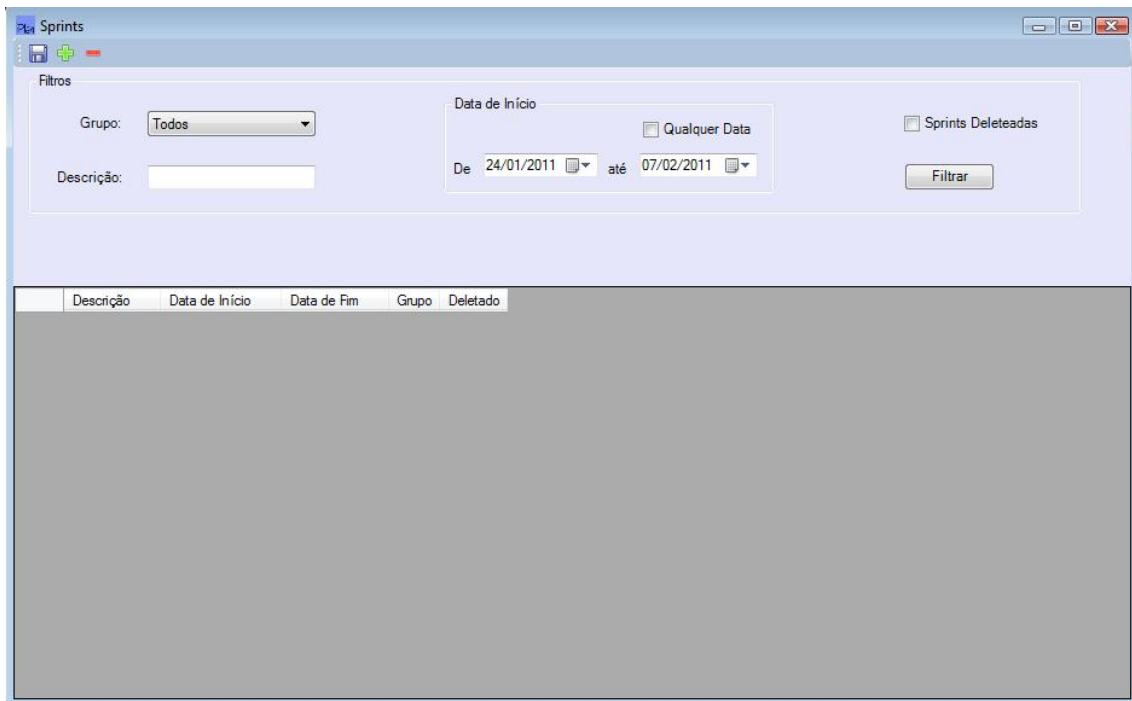 Sprints
Filtros
Grupo: Todos
Data de Início
Qualquer Data
Sprints Deleteadas
Descrição:
De 24/01/2011 até 07/02/2011
Filtrar
Descrição Data de Início Data de Fim Grupo Deletado